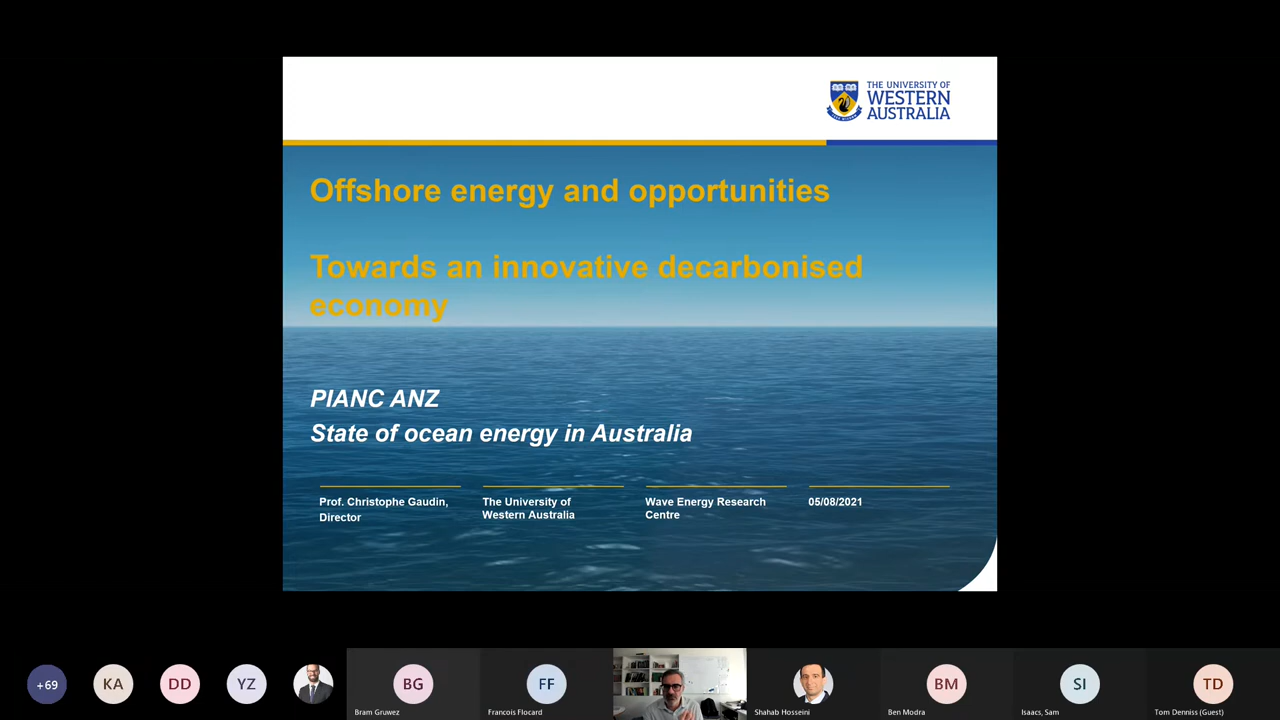 THE UNIVERSITY OF
WESTERN
AUSTRALIA
Offshore energy and opportunities
Towards an innovative decarbonised
economy
PIANC ANZ
State of ocean energy in Australia
Prof. Christophe Gaudin,
Director
The University of
Western Australia
Wave Energy Research
Centre
05/08/2021
+69
KA
DD
YZ
BG
Bram Gruwez
FF
Francois Flocard
Shahab Hosseini
BM
Ben Modra
SI
Isaacs, Sam
TD
Tom Denniss (Guest)